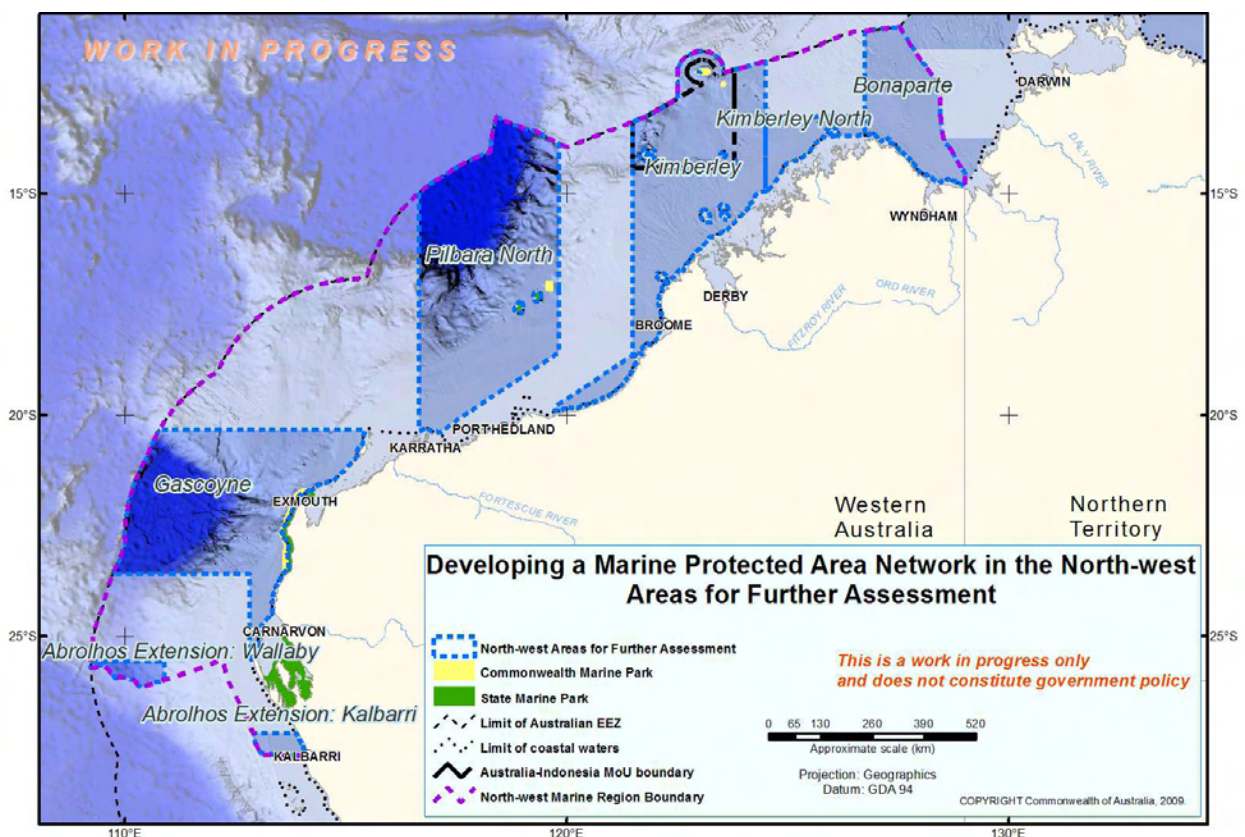 WORK IN PROGRESS
Bonaparte
DARWIN
Kimberley North
DALY RIVER
Kimberley
15°S
15°S
WYNDHAM
Pilbara North
DERBY
ORD RIVER
FITZROY RIVER
BROOME
20°S
20°S
PORT HEDLAND
KARRATHA
Gascoyne
EXMOUTH
FORTESCUE RIVER
Western
Australia
Northern
Territory
Developing a Marine Protected Area Network in the North-west
Areas for Further Assessment
CARNARVON
25°S
25°S
Abrolhos Extension: Wallaby
North-west Areas for Further Assessment
Commonwealth Marine Park
State Marine Park
Limit of Australian EEZ
Limit of coastal waters
Australia-Indonesia MoU boundary
North-west Marine Region Boundary
This is a work in progress only
and does not constitute government policy
Abrolhos Extension: Kalbarri
KALBARRI
0 65 130 260 390 520
Approximate scale (km)
Projection: Geographics
Datum: GDA 94
COPYRIGHT Commonwealth of Australia, 2009.
110°E
120°E
130°E